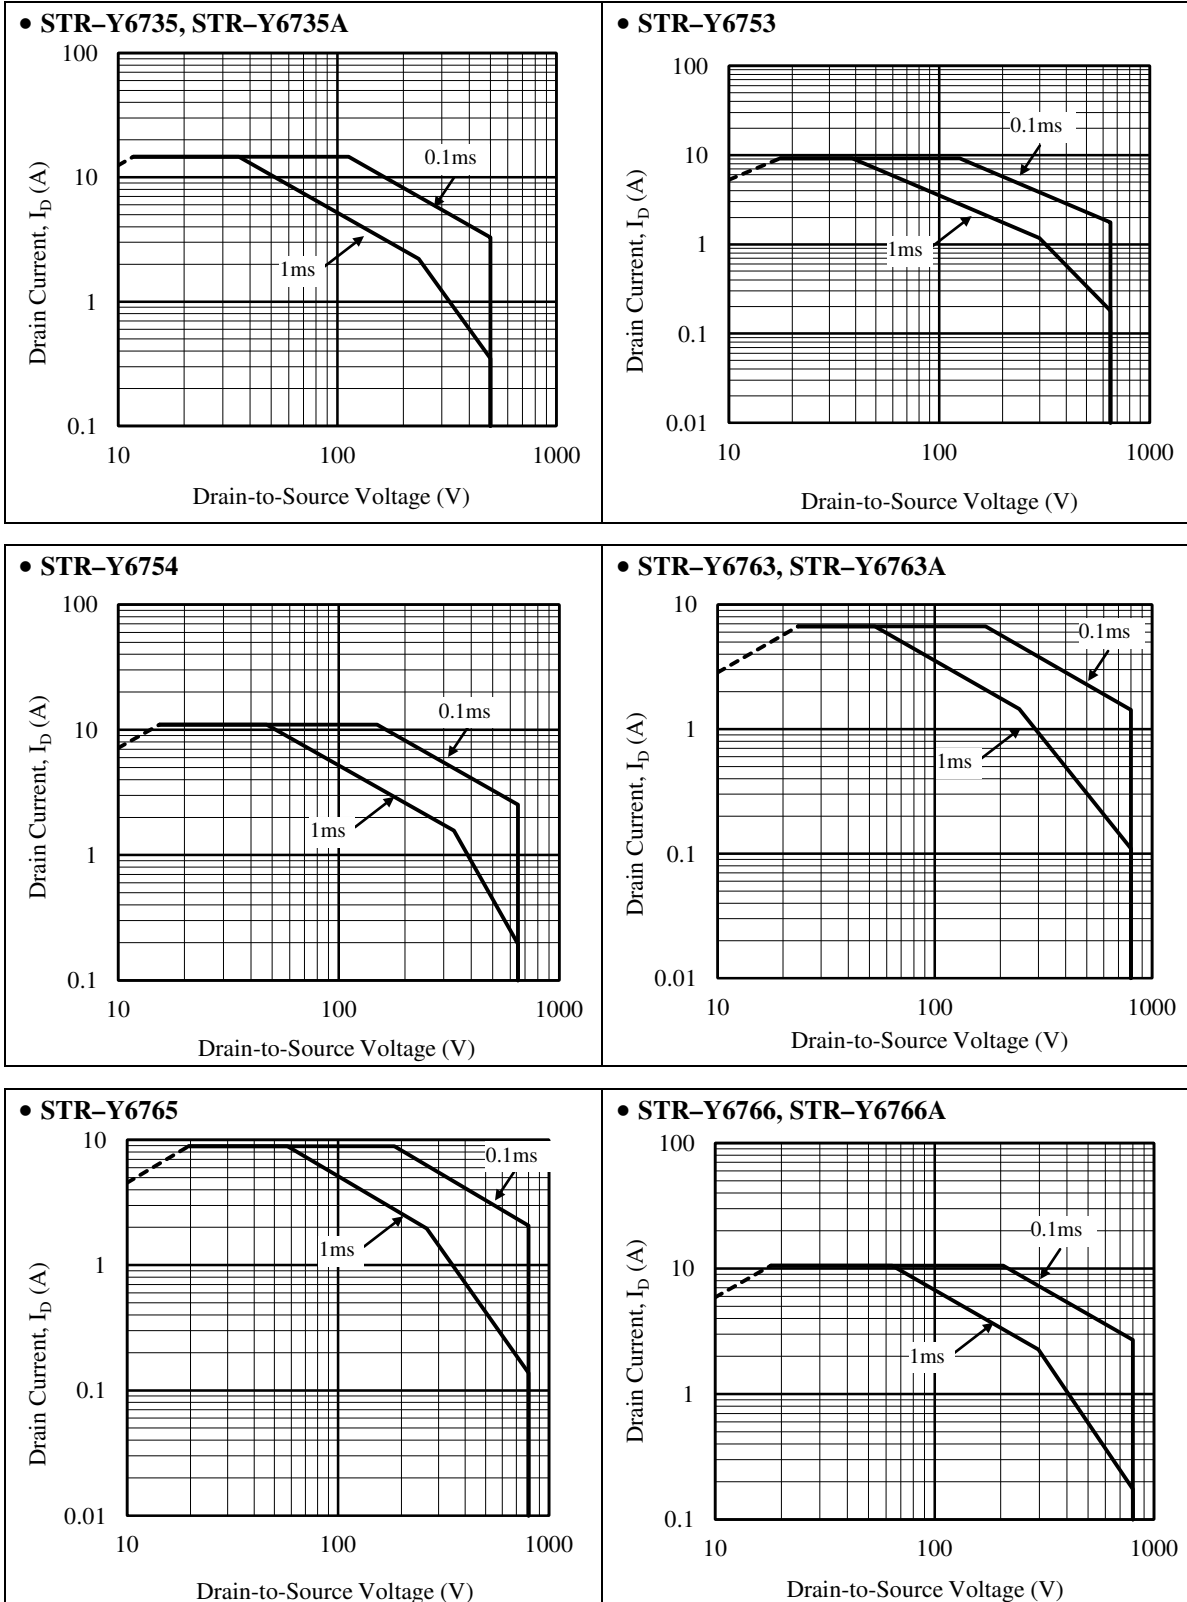 • STR–Y6735, STR–Y6735A
100
10
1
0.1
10
100
1000
0.1ms
1ms
Drain Current, I_D (A)
Drain-to-Source Voltage (V)
• STR–Y6753
100
10
1
0.1
0.01
10
100
1000
0.1ms
1ms
Drain Current, I_D (A)
Drain-to-Source Voltage (V)
• STR–Y6754
100
10
1
0.1
10
100
1000
0.1ms
1ms
Drain Current, I_D (A)
Drain-to-Source Voltage (V)
• STR–Y6763, STR–Y6763A
10
1
0.1
0.01
10
100
1000
0.1ms
1ms
Drain Current, I_D (A)
Drain-to-Source Voltage (V)
• STR–Y6765
10
1
0.1
0.01
10
100
1000
0.1ms
1ms
Drain Current, I_D (A)
Drain-to-Source Voltage (V)
• STR–Y6766, STR–Y6766A
100
10
1
0.1
10
100
1000
0.1ms
1ms
Drain Current, I_D (A)
Drain-to-Source Voltage (V)